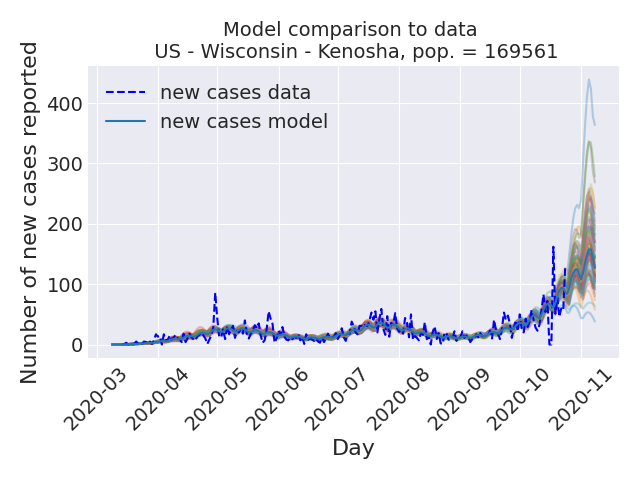 Model comparison to data
US - Wisconsin - Kenosha, pop. = 169561
Number of new cases reported
400
300
200
100
0
new cases data
new cases model
2020-03
2020-04
2020-05
2020-06
2020-07
2020-08
2020-09
2020-10
2020-11
Day